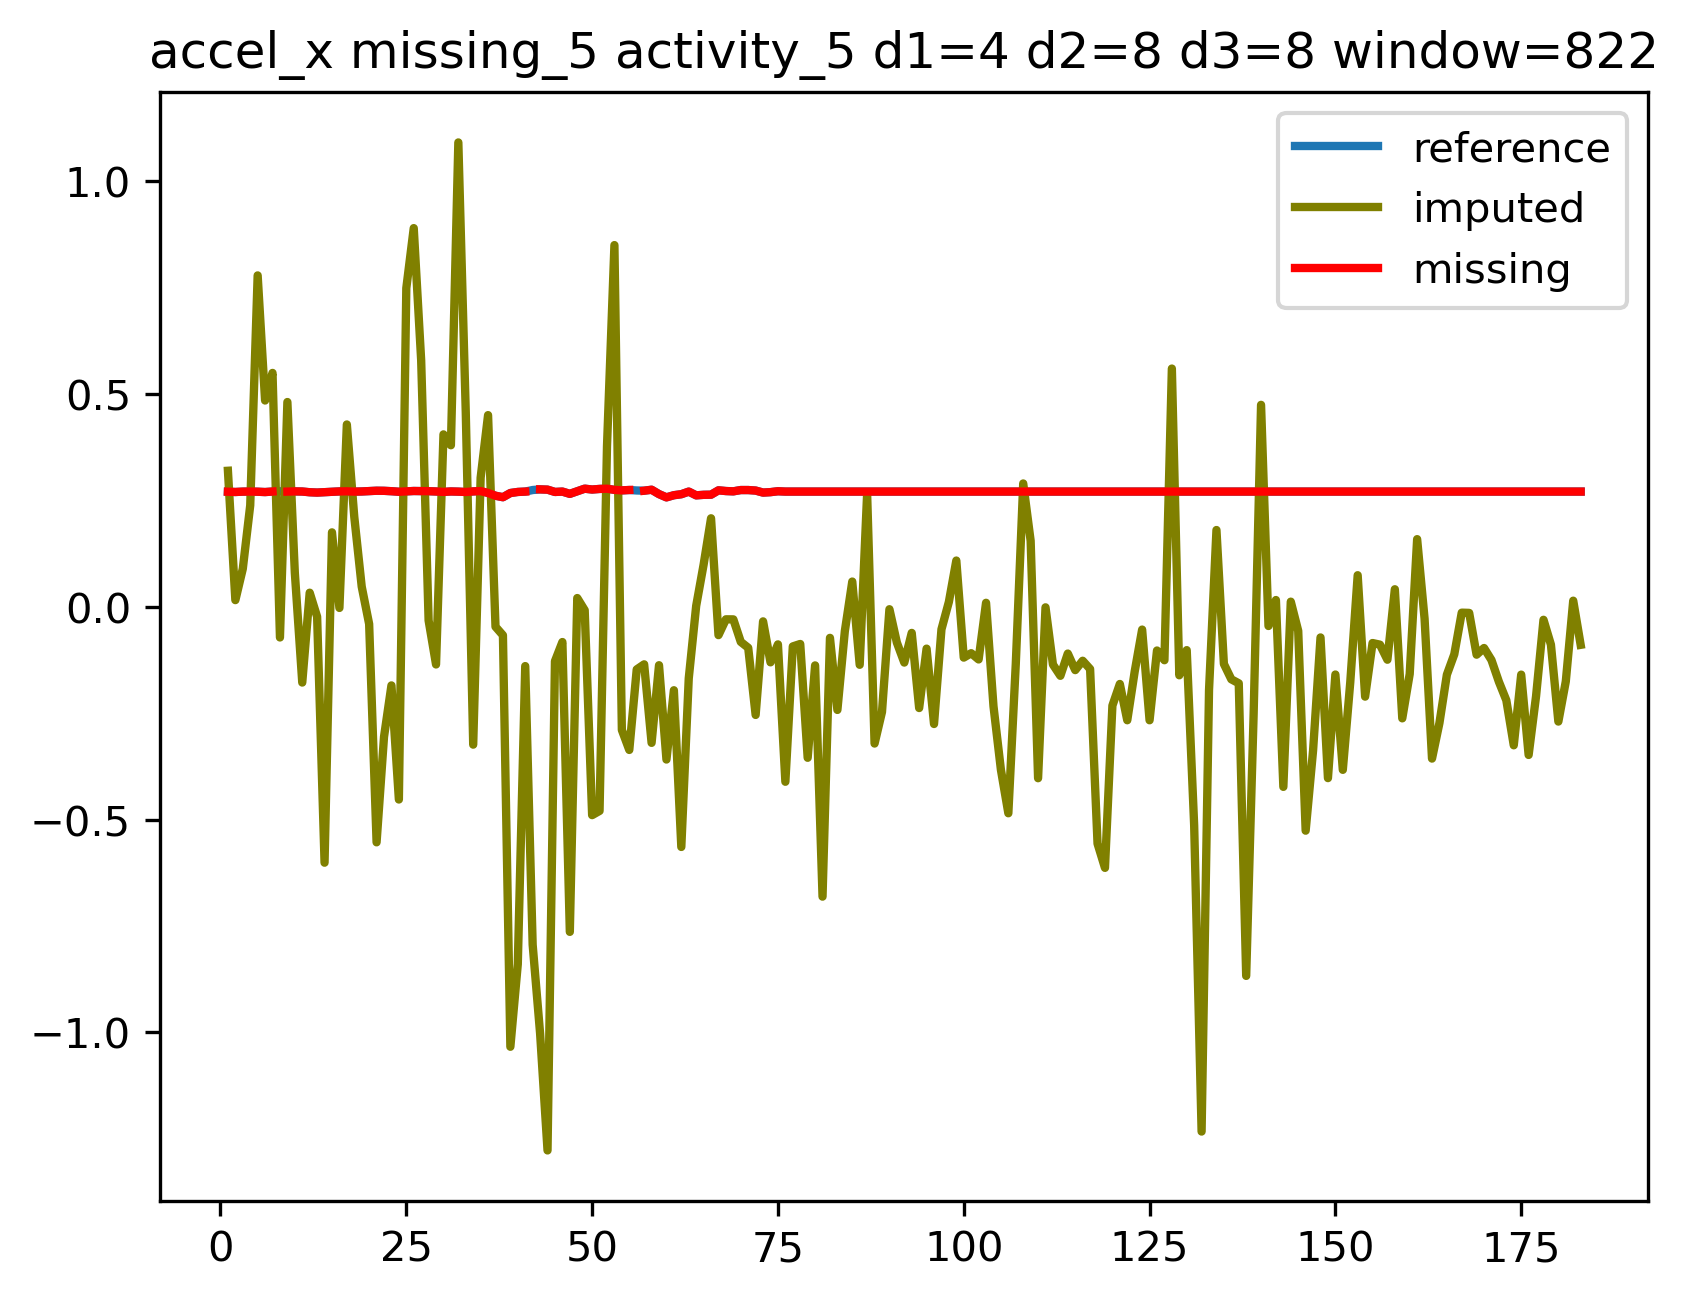 accel_x missing_5 activity_5 d1=4 d2=8 d3=8 window=822
reference
imputed
missing
1.0
0.5
0.0
−0.5
−1.0
0 25 50 75 100 125 150 175